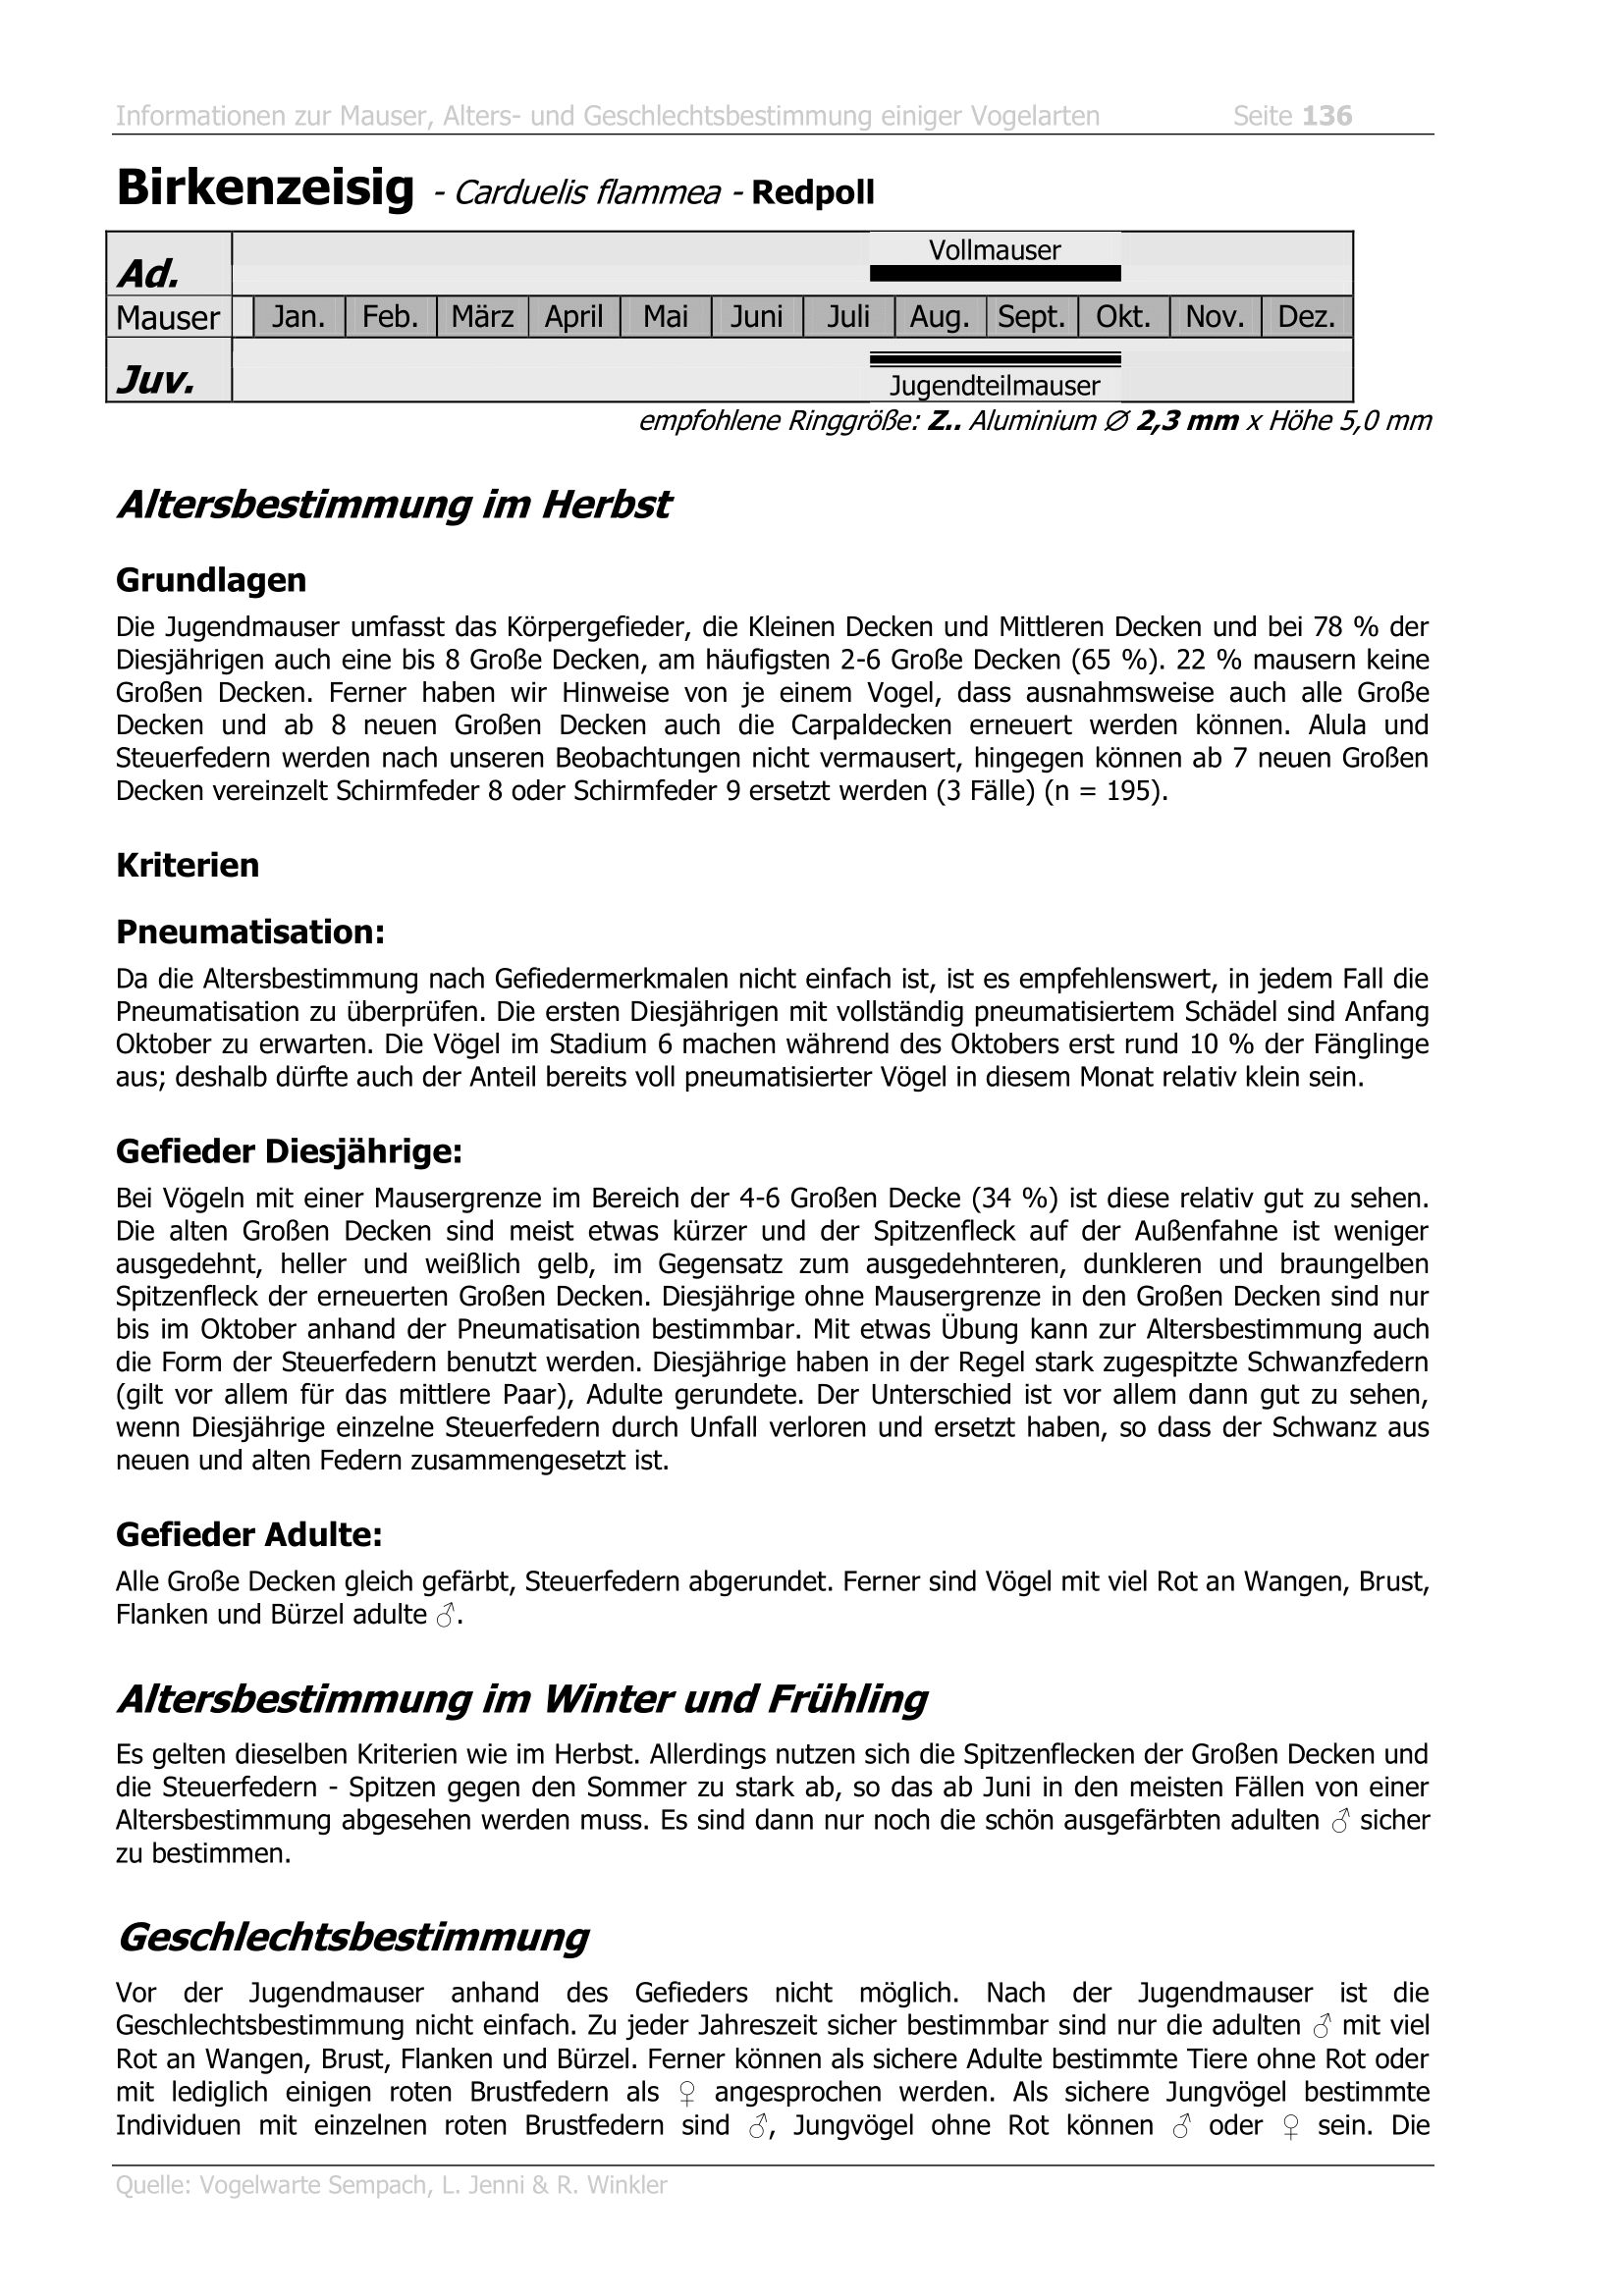 Informationen zur Mauser, Alters- und Geschlechtsbestimmung einiger Vogelarten Seite 136
Birkenzeisig - Carduelis flammea - Redpoll
Vollmauser
Ad.
Mauser Jan. Feb. März April Mai Juni Juli Aug. Sept. Okt. Nov. Dez.
Juv.
Jugendteilmauser
empfohlene Ringgröße: Z.. Aluminium ∅ 2,3 mm x Höhe 5,0 mm
Altersbestimmung im Herbst
Grundlagen
Die Jugendmauser umfasst das Körpergefieder, die Kleinen Decken und Mittleren Decken und bei 78 % der
Diesjährigen auch eine bis 8 Große Decken, am häufigsten 2-6 Große Decken (65 %). 22 % mausern keine
Großen Decken. Ferner haben wir Hinweise von je einem Vogel, dass ausnahmsweise auch alle Große
Decken und ab 8 neuen Großen Decken auch die Carpaldecken erneuert werden können. Alula und
Steuerfedern werden nach unseren Beobachtungen nicht vermausert, hingegen können ab 7 neuen Großen
Decken vereinzelt Schirmfeder 8 oder Schirmfeder 9 ersetzt werden (3 Fälle) (n = 195).
Kriterien
Pneumatisation:
Da die Altersbestimmung nach Gefiedermerkmalen nicht einfach ist, ist es empfehlenswert, in jedem Fall die
Pneumatisation zu überprüfen. Die ersten Diesjährigen mit vollständig pneumatisiertem Schädel sind Anfang
Oktober zu erwarten. Die Vögel im Stadium 6 machen während des Oktobers erst rund 10 % der Fänglinge
aus; deshalb dürfte auch der Anteil bereits voll pneumatisierter Vögel in diesem Monat relativ klein sein.
Gefieder Diesjährige:
Bei Vögeln mit einer Mausergrenze im Bereich der 4-6 Großen Decke (34 %) ist diese relativ gut zu sehen.
Die alten Großen Decken sind meist etwas kürzer und der Spitzenfleck auf der Außenfahne ist weniger
ausgedehnt, heller und weißlich gelb, im Gegensatz zum ausgedehnteren, dunkleren und braungelben
Spitzenfleck der erneuerten Großen Decken. Diesjährige ohne Mausergrenze in den Großen Decken sind nur
bis im Oktober anhand der Pneumatisation bestimmbar. Mit etwas Übung kann zur Altersbestimmung auch
die Form der Steuerfedern benutzt werden. Diesjährige haben in der Regel stark zugespitzte Schwanzfedern
(gilt vor allem für das mittlere Paar), Adulte gerundete. Der Unterschied ist vor allem dann gut zu sehen,
wenn Diesjährige einzelne Steuerfedern durch Unfall verloren und ersetzt haben, so dass der Schwanz aus
neuen und alten Federn zusammengesetzt ist.
Gefieder Adulte:
Alle Große Decken gleich gefärbt, Steuerfedern abgerundet. Ferner sind Vögel mit viel Rot an Wangen, Brust,
Flanken und Bürzel adulte ♂.
Altersbestimmung im Winter und Frühling
Es gelten dieselben Kriterien wie im Herbst. Allerdings nutzen sich die Spitzenflecken der Großen Decken und
die Steuerfedern - Spitzen gegen den Sommer zu stark ab, so das ab Juni in den meisten Fällen von einer
Altersbestimmung abgesehen werden muss. Es sind dann nur noch die schön ausgefärbten adulten ♂ sicher
zu bestimmen.
Geschlechtsbestimmung
Vor der Jugendmauser anhand des Gefieders nicht möglich. Nach der Jugendmauser ist die
Geschlechtsbestimmung nicht einfach. Zu jeder Jahreszeit sicher bestimmbar sind nur die adulten ♂ mit viel
Rot an Wangen, Brust, Flanken und Bürzel. Ferner können als sichere Adulte bestimmte Tiere ohne Rot oder
mit lediglich einigen roten Brustfedern als ♀ angesprochen werden. Als sichere Jungvögel bestimmte
Individuen mit einzelnen roten Brustfedern sind ♂, Jungvögel ohne Rot können ♂ oder ♀ sein. Die
Quelle: Vogelwarte Sempach, L. Jenni & R. Winkler